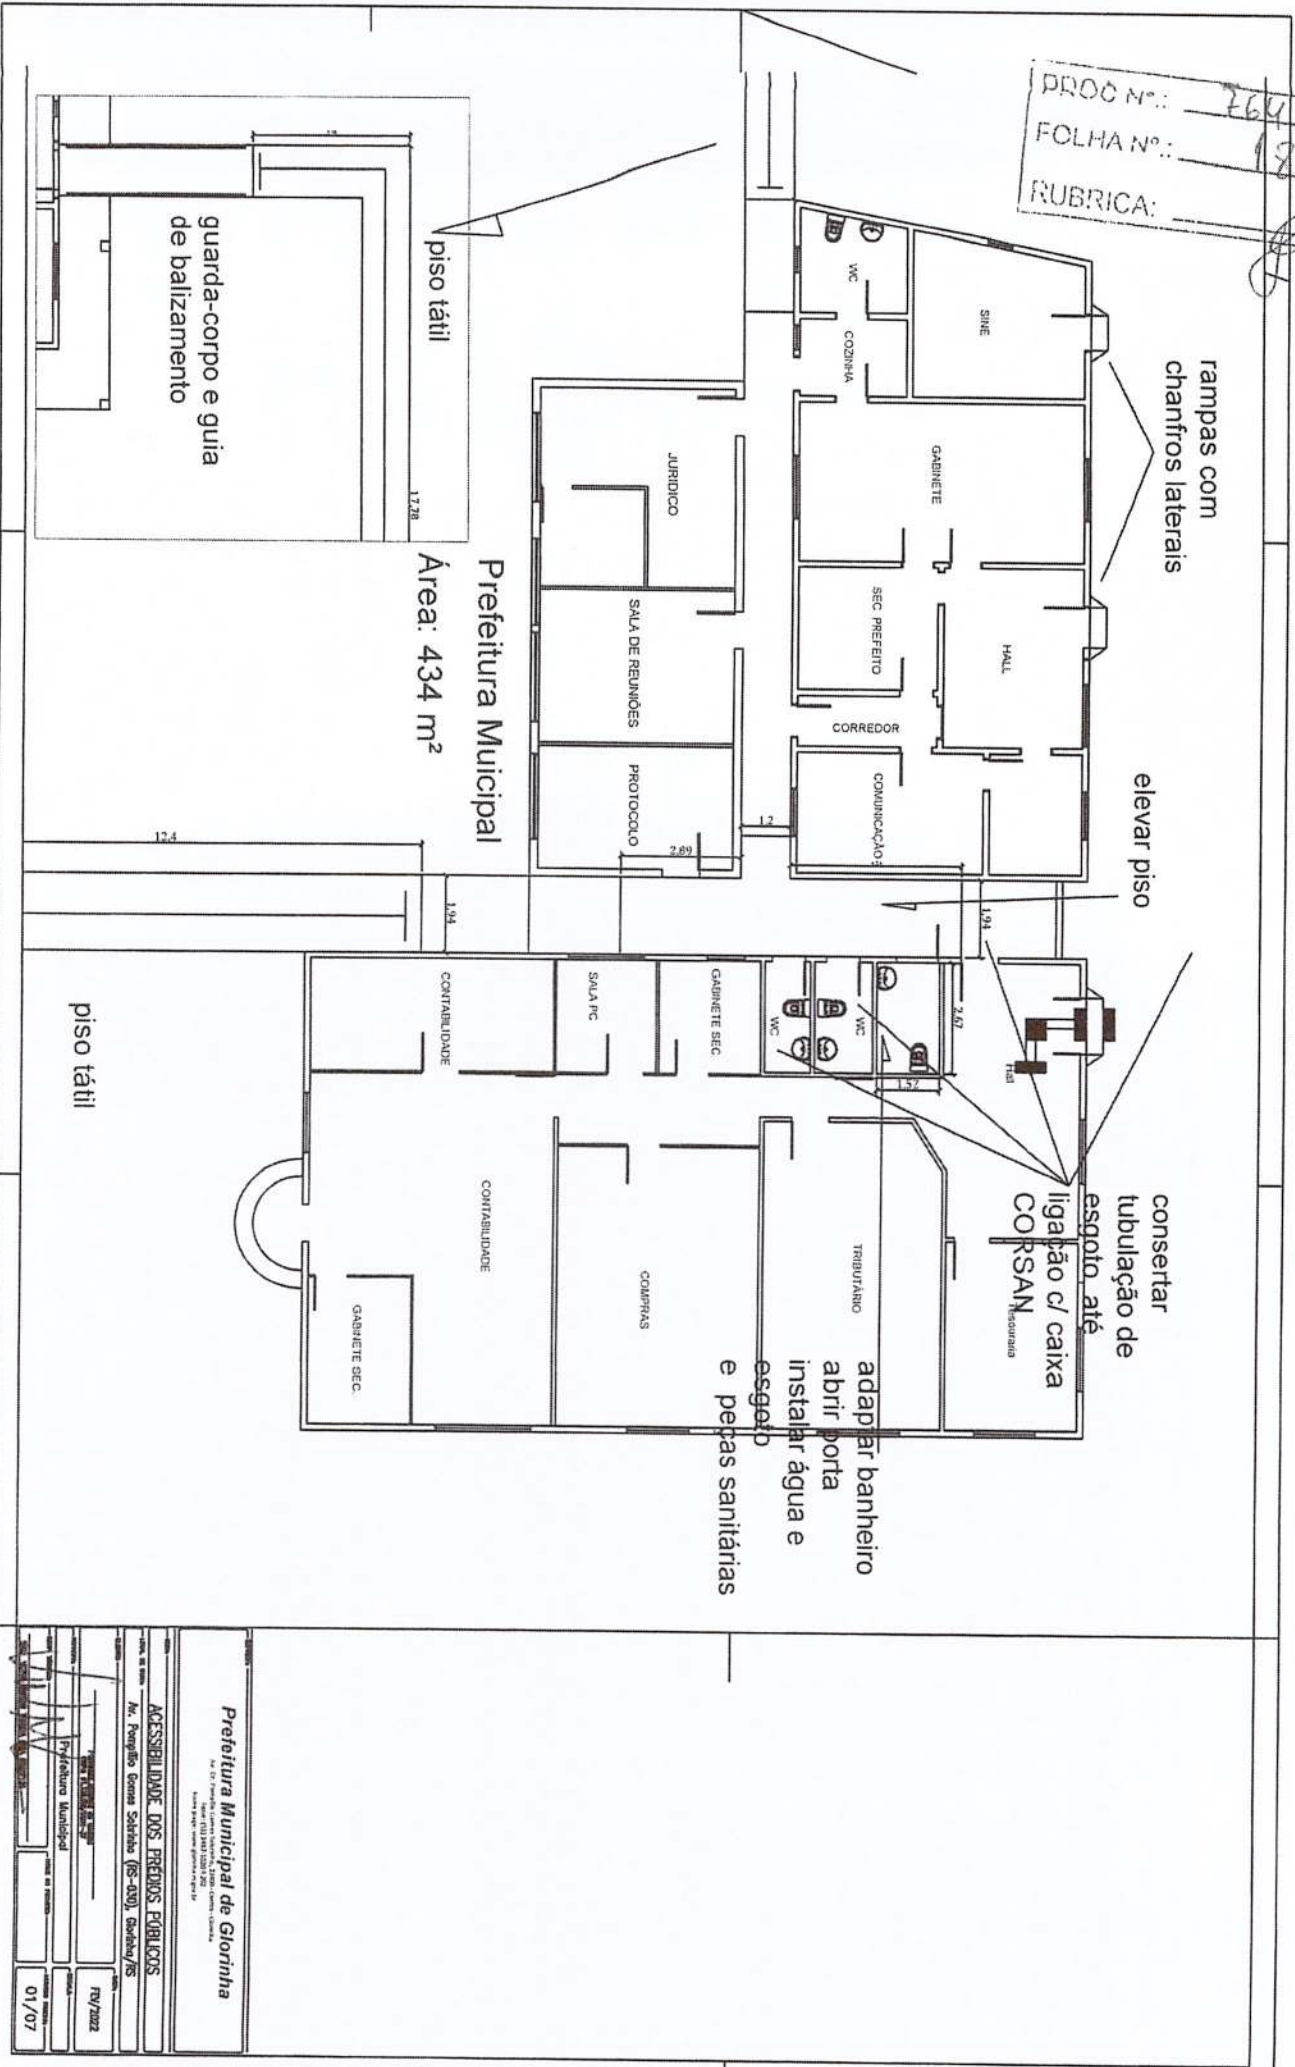 PROC Nº.: 764
FOLHA Nº.: 18
RUBRICA:
rampas com
chanfros laterais
elevar piso
consertar
tubulação de
esgoto até
ligação c/ caixa
CORSAN
SINE
WC
COZINHA
GABINETE
HALL
SEC PREFEITO
CORREDOR
COMUNICAÇÃO
JURIDICO
SALA DE REUNIÕES
PROTOCOLO
1.2
2.89
1.94
1.94
2.67
1.52
12.4
17.78
Hall
Tesouraria
WC
WC
GABINETE SEC
SALA PC
CONTABILIDADE
TRIBUTÁRIO
COMPRAS
CONTABILIDADE
GABINETE SEC.
adaptar banheiro
abrir porta
instalar água e
esgoto
e peças sanitárias
Prefeitura Muicipal
Área: 434 m²
piso tátil
guarda-corpo e guia
de balizamento
piso tátil
Prefeitura Municipal de Glorinha
ACESSIBILIDADE DOS PRÉDIOS PÚBLICOS
Av. Pompílio Gomes Sobrinho (RS-030), Glorinha/RS
FEV/2022
Prefeitura Municipal
01/07